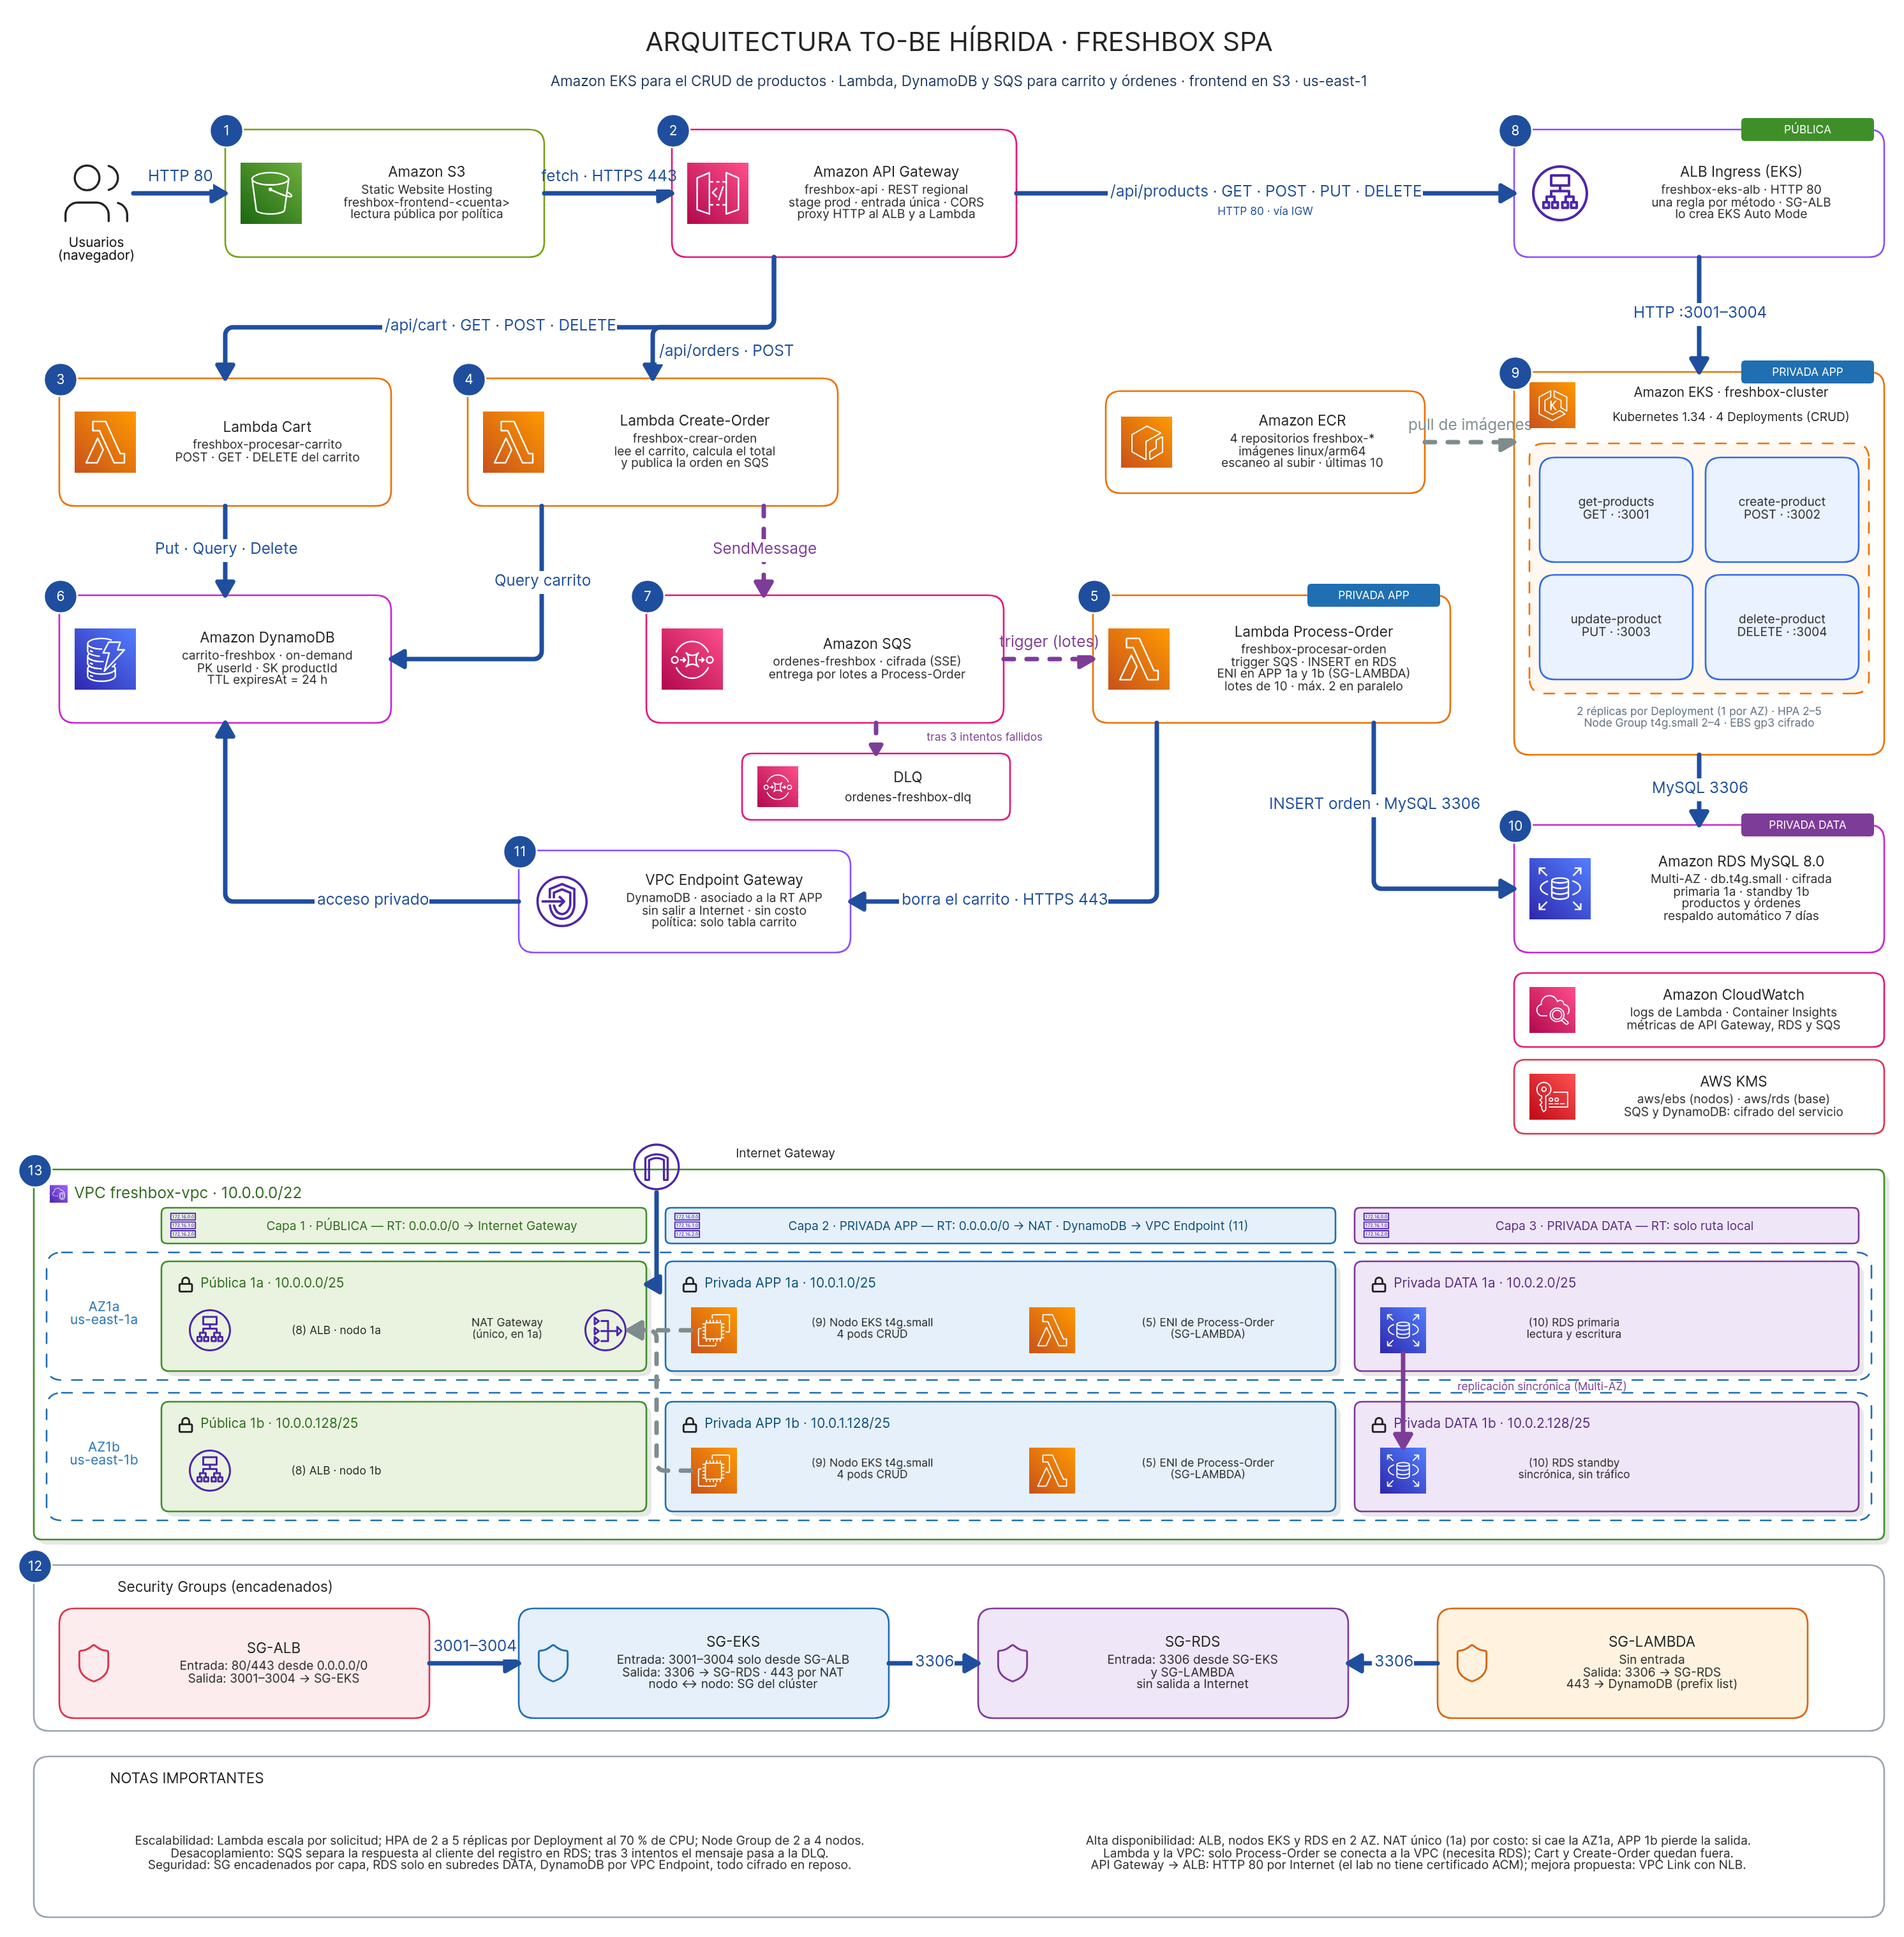 ARQUITECTURA TO-BE HÍBRIDA · FRESHBOX SPA
Amazon EKS para el CRUD de productos · Lambda, DynamoDB y SQS para carrito y órdenes · frontend en S3 · us-east-1
Usuarios
(navegador)
HTTP 80
1
Amazon S3
Static Website Hosting
freshbox-frontend-<cuenta>
lectura pública por política
fetch · HTTPS 443
2
Amazon API Gateway
freshbox-api · REST regional
stage prod · entrada única · CORS
proxy HTTP al ALB y a Lambda
/api/products · GET · POST · PUT · DELETE
HTTP 80 · vía IGW
8
PÚBLICA
ALB Ingress (EKS)
freshbox-eks-alb · HTTP 80
una regla por método · SG-ALB
lo crea EKS Auto Mode
/api/cart · GET · POST · DELETE
/api/orders · POST
HTTP :3001–3004
3
Lambda Cart
freshbox-procesar-carrito
POST · GET · DELETE del carrito
4
Lambda Create-Order
freshbox-crear-orden
lee el carrito, calcula el total
y publica la orden en SQS
Amazon ECR
4 repositorios freshbox-*
imágenes linux/arm64
escaneo al subir · últimas 10
pull de imágenes
9
PRIVADA APP
Amazon EKS · freshbox-cluster
Kubernetes 1.34 · 4 Deployments (CRUD)
get-products
GET · :3001
create-product
POST · :3002
update-product
PUT · :3003
delete-product
DELETE · :3004
2 réplicas por Deployment (1 por AZ) · HPA 2–5
Node Group t4g.small 2–4 · EBS gp3 cifrado
Put · Query · Delete
Query carrito
SendMessage
6
Amazon DynamoDB
carrito-freshbox · on-demand
PK userId · SK productId
TTL expiresAt = 24 h
7
Amazon SQS
ordenes-freshbox · cifrada (SSE)
entrega por lotes a Process-Order
trigger (lotes)
5
PRIVADA APP
Lambda Process-Order
freshbox-procesar-orden
trigger SQS · INSERT en RDS
ENI en APP 1a y 1b (SG-LAMBDA)
lotes de 10 · máx. 2 en paralelo
tras 3 intentos fallidos
DLQ
ordenes-freshbox-dlq
INSERT orden · MySQL 3306
MySQL 3306
10
PRIVADA DATA
Amazon RDS MySQL 8.0
Multi-AZ · db.t4g.small · cifrada
primaria 1a · standby 1b
productos y órdenes
respaldo automático 7 días
11
VPC Endpoint Gateway
DynamoDB · asociado a la RT APP
sin salir a Internet · sin costo
política: solo tabla carrito
acceso privado
borra el carrito · HTTPS 443
Amazon CloudWatch
logs de Lambda · Container Insights
métricas de API Gateway, RDS y SQS
AWS KMS
aws/ebs (nodos) · aws/rds (base)
SQS y DynamoDB: cifrado del servicio
Internet Gateway
13
VPC freshbox-vpc · 10.0.0.0/22
Capa 1 · PÚBLICA — RT: 0.0.0.0/0 → Internet Gateway
Capa 2 · PRIVADA APP — RT: 0.0.0.0/0 → NAT · DynamoDB → VPC Endpoint (11)
Capa 3 · PRIVADA DATA — RT: solo ruta local
AZ1a
us-east-1a
Pública 1a · 10.0.0.0/25
(8) ALB · nodo 1a
NAT Gateway
(único, en 1a)
Privada APP 1a · 10.0.1.0/25
(9) Nodo EKS t4g.small
4 pods CRUD
(5) ENI de Process-Order
(SG-LAMBDA)
Privada DATA 1a · 10.0.2.0/25
(10) RDS primaria
lectura y escritura
replicación sincrónica (Multi-AZ)
AZ1b
us-east-1b
Pública 1b · 10.0.0.128/25
(8) ALB · nodo 1b
Privada APP 1b · 10.0.1.128/25
(9) Nodo EKS t4g.small
4 pods CRUD
(5) ENI de Process-Order
(SG-LAMBDA)
Privada DATA 1b · 10.0.2.128/25
(10) RDS standby
sincrónica, sin tráfico
12
Security Groups (encadenados)
SG-ALB
Entrada: 80/443 desde 0.0.0.0/0
Salida: 3001–3004 → SG-EKS
3001–3004
SG-EKS
Entrada: 3001–3004 solo desde SG-ALB
Salida: 3306 → SG-RDS · 443 por NAT
nodo ↔ nodo: SG del clúster
3306
SG-RDS
Entrada: 3306 desde SG-EKS
y SG-LAMBDA
sin salida a Internet
3306
SG-LAMBDA
Sin entrada
Salida: 3306 → SG-RDS
443 → DynamoDB (prefix list)
NOTAS IMPORTANTES
Escalabilidad: Lambda escala por solicitud; HPA de 2 a 5 réplicas por Deployment al 70 % de CPU; Node Group de 2 a 4 nodos.
Desacoplamiento: SQS separa la respuesta al cliente del registro en RDS; tras 3 intentos el mensaje pasa a la DLQ.
Seguridad: SG encadenados por capa, RDS solo en subredes DATA, DynamoDB por VPC Endpoint, todo cifrado en reposo.
Alta disponibilidad: ALB, nodos EKS y RDS en 2 AZ. NAT único (1a) por costo: si cae la AZ1a, APP 1b pierde la salida.
Lambda y la VPC: solo Process-Order se conecta a la VPC (necesita RDS); Cart y Create-Order quedan fuera.
API Gateway → ALB: HTTP 80 por Internet (el lab no tiene certificado ACM); mejora propuesta: VPC Link con NLB.